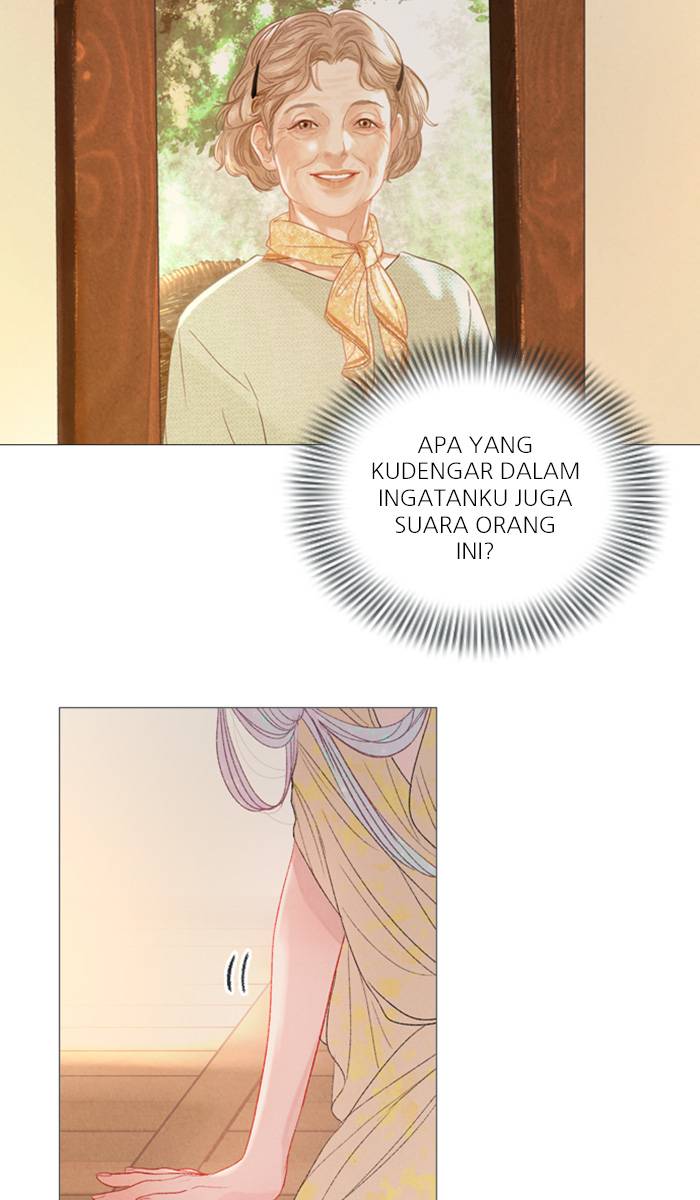 APA YANG
KUDENGAR DALAM
INGATANKU JUGA
SUARA ORANG
INI?